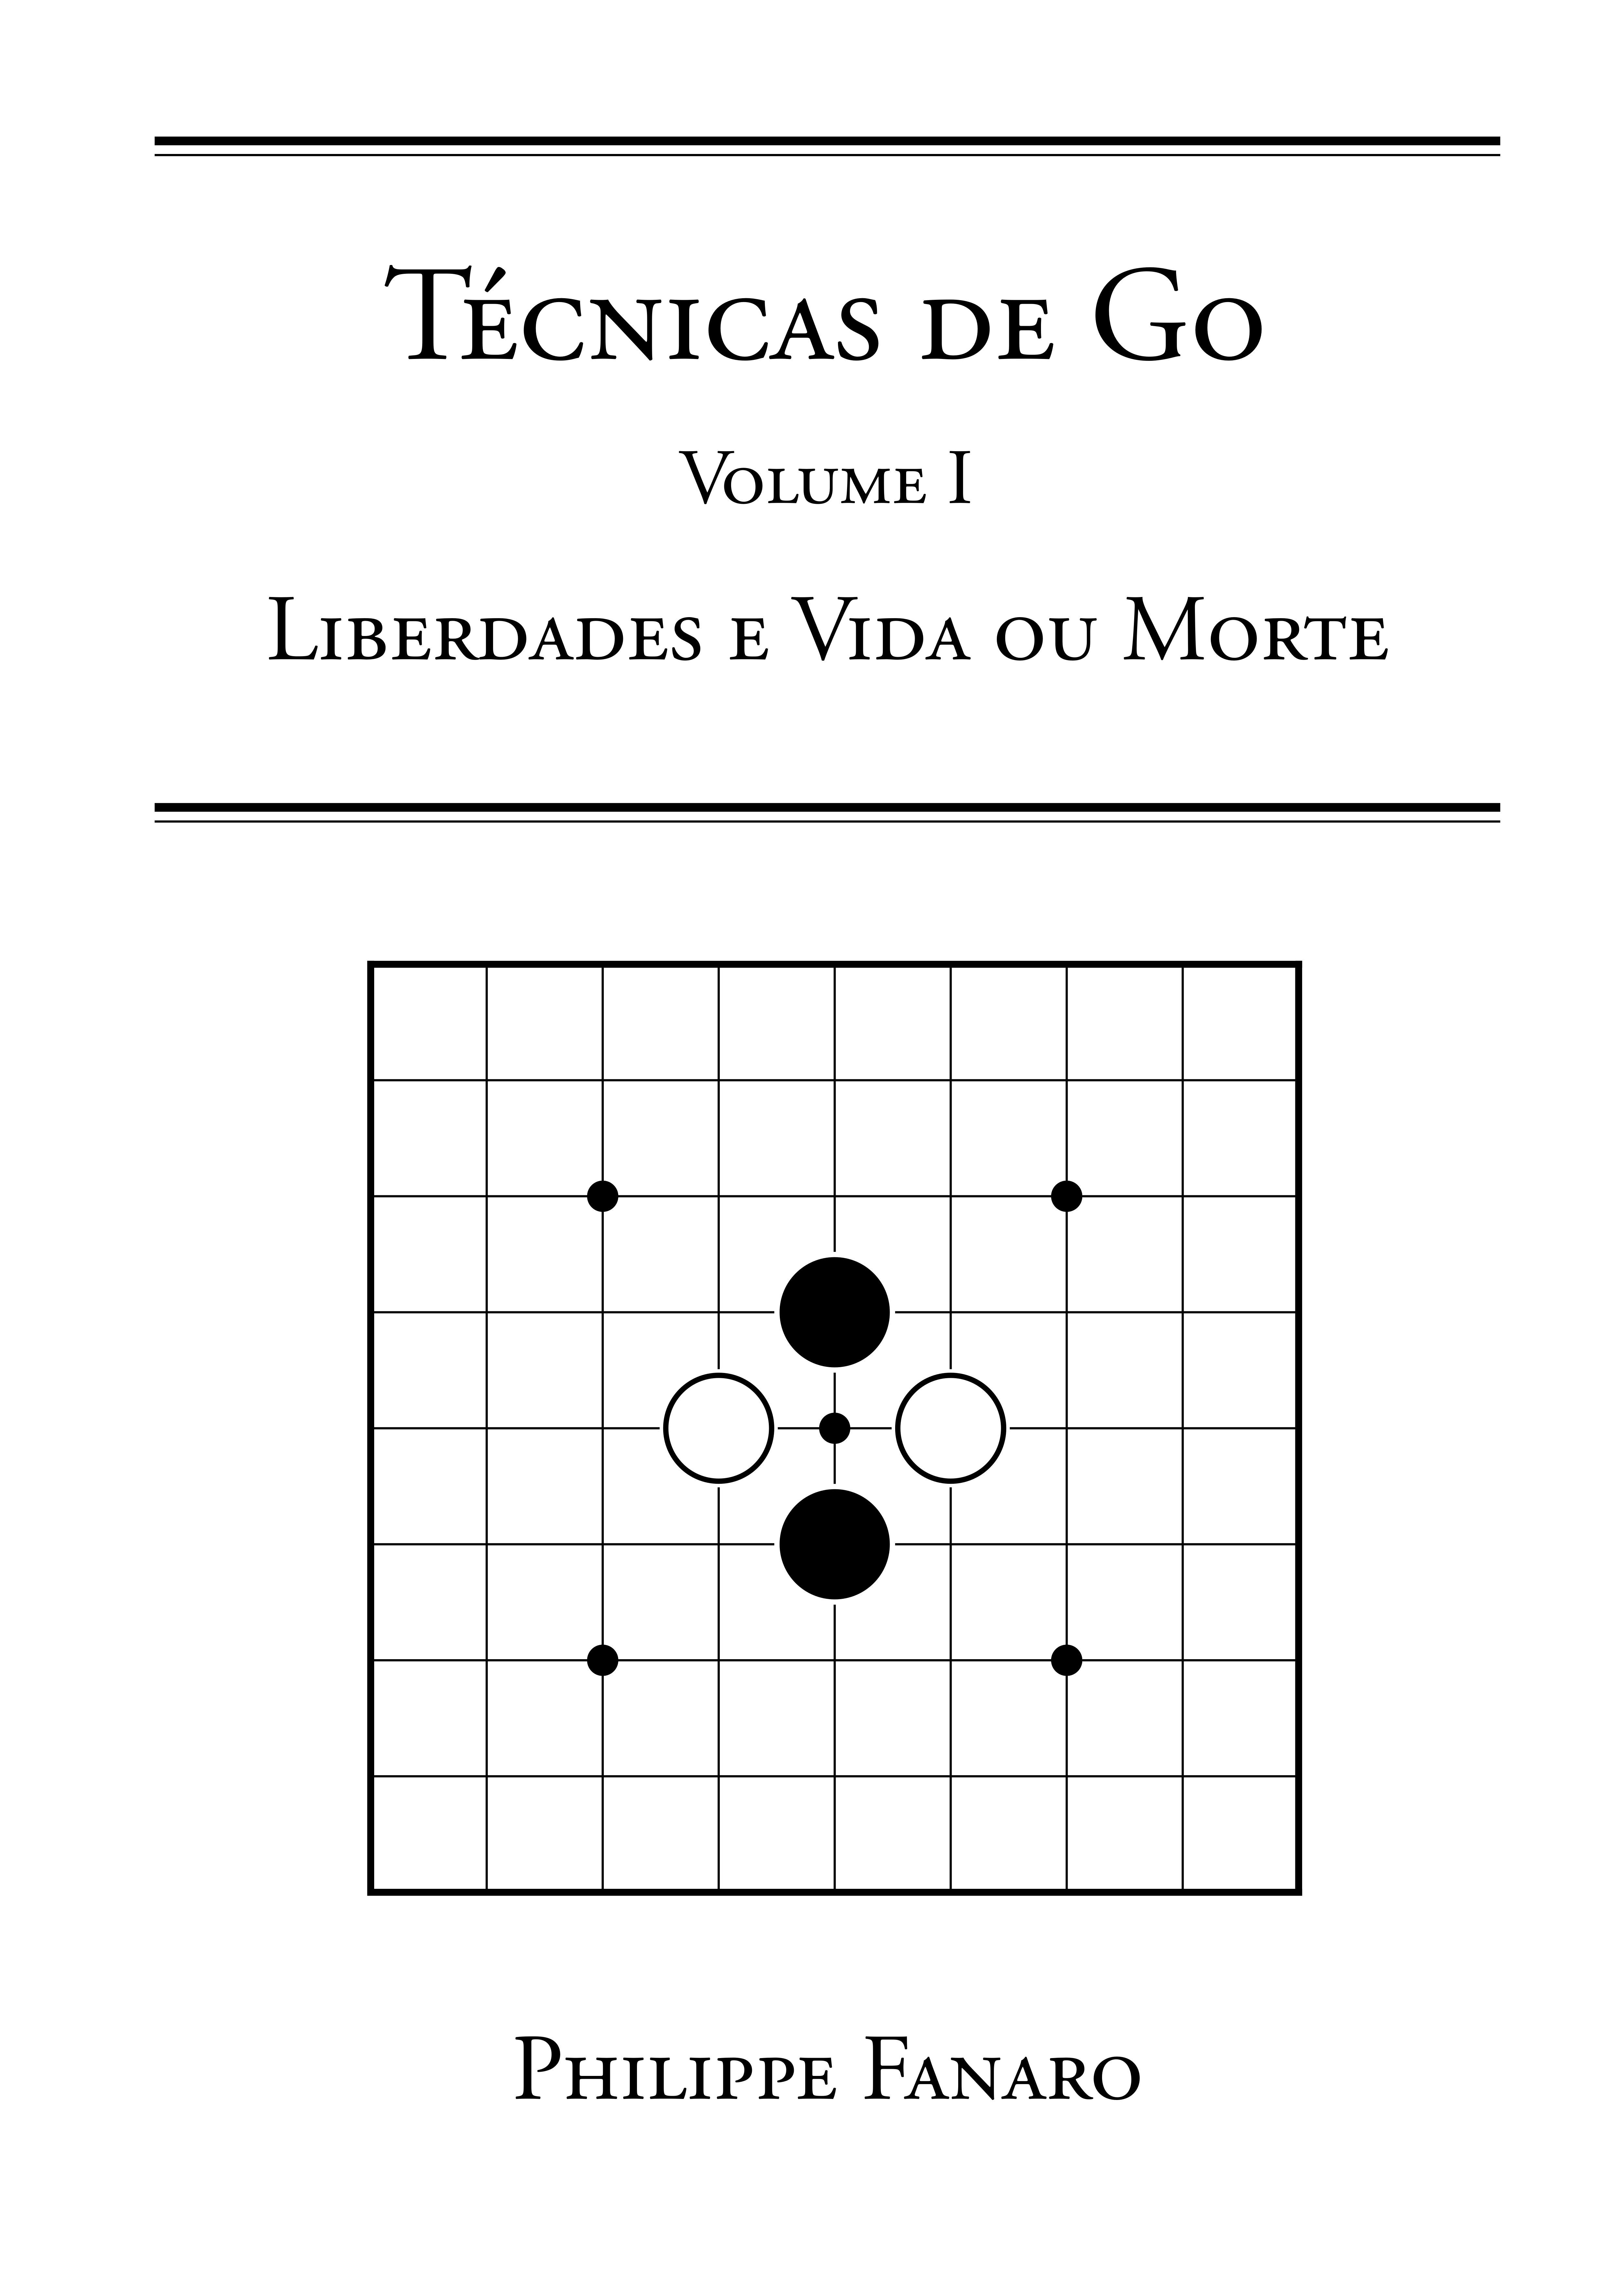 Técnicas de Go
Volume I
Liberdades e Vida ou Morte
Philippe Fanaro